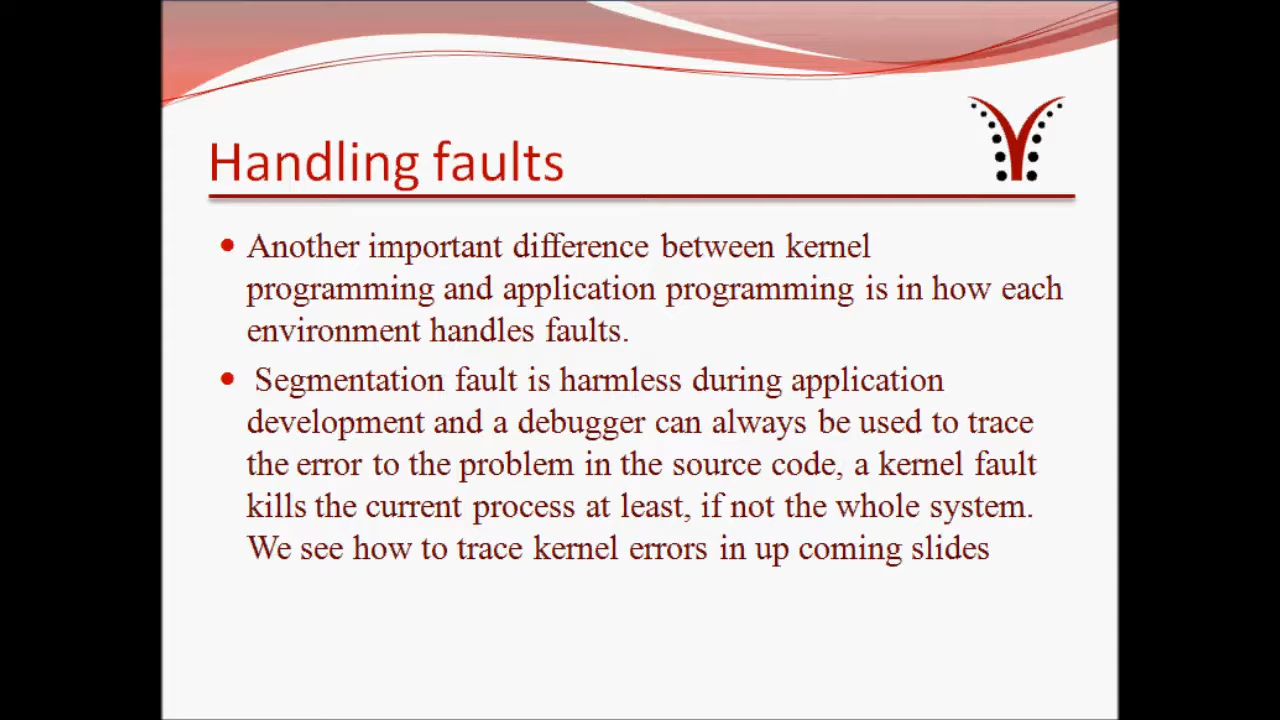 Handling faults
• Another important difference between kernel
programming and application programming is in how each
environment handles faults.
• Segmentation fault is harmless during application
development and a debugger can always be used to trace
the error to the problem in the source code, a kernel fault
kills the current process at least, if not the whole system.
We see how to trace kernel errors in up coming slides